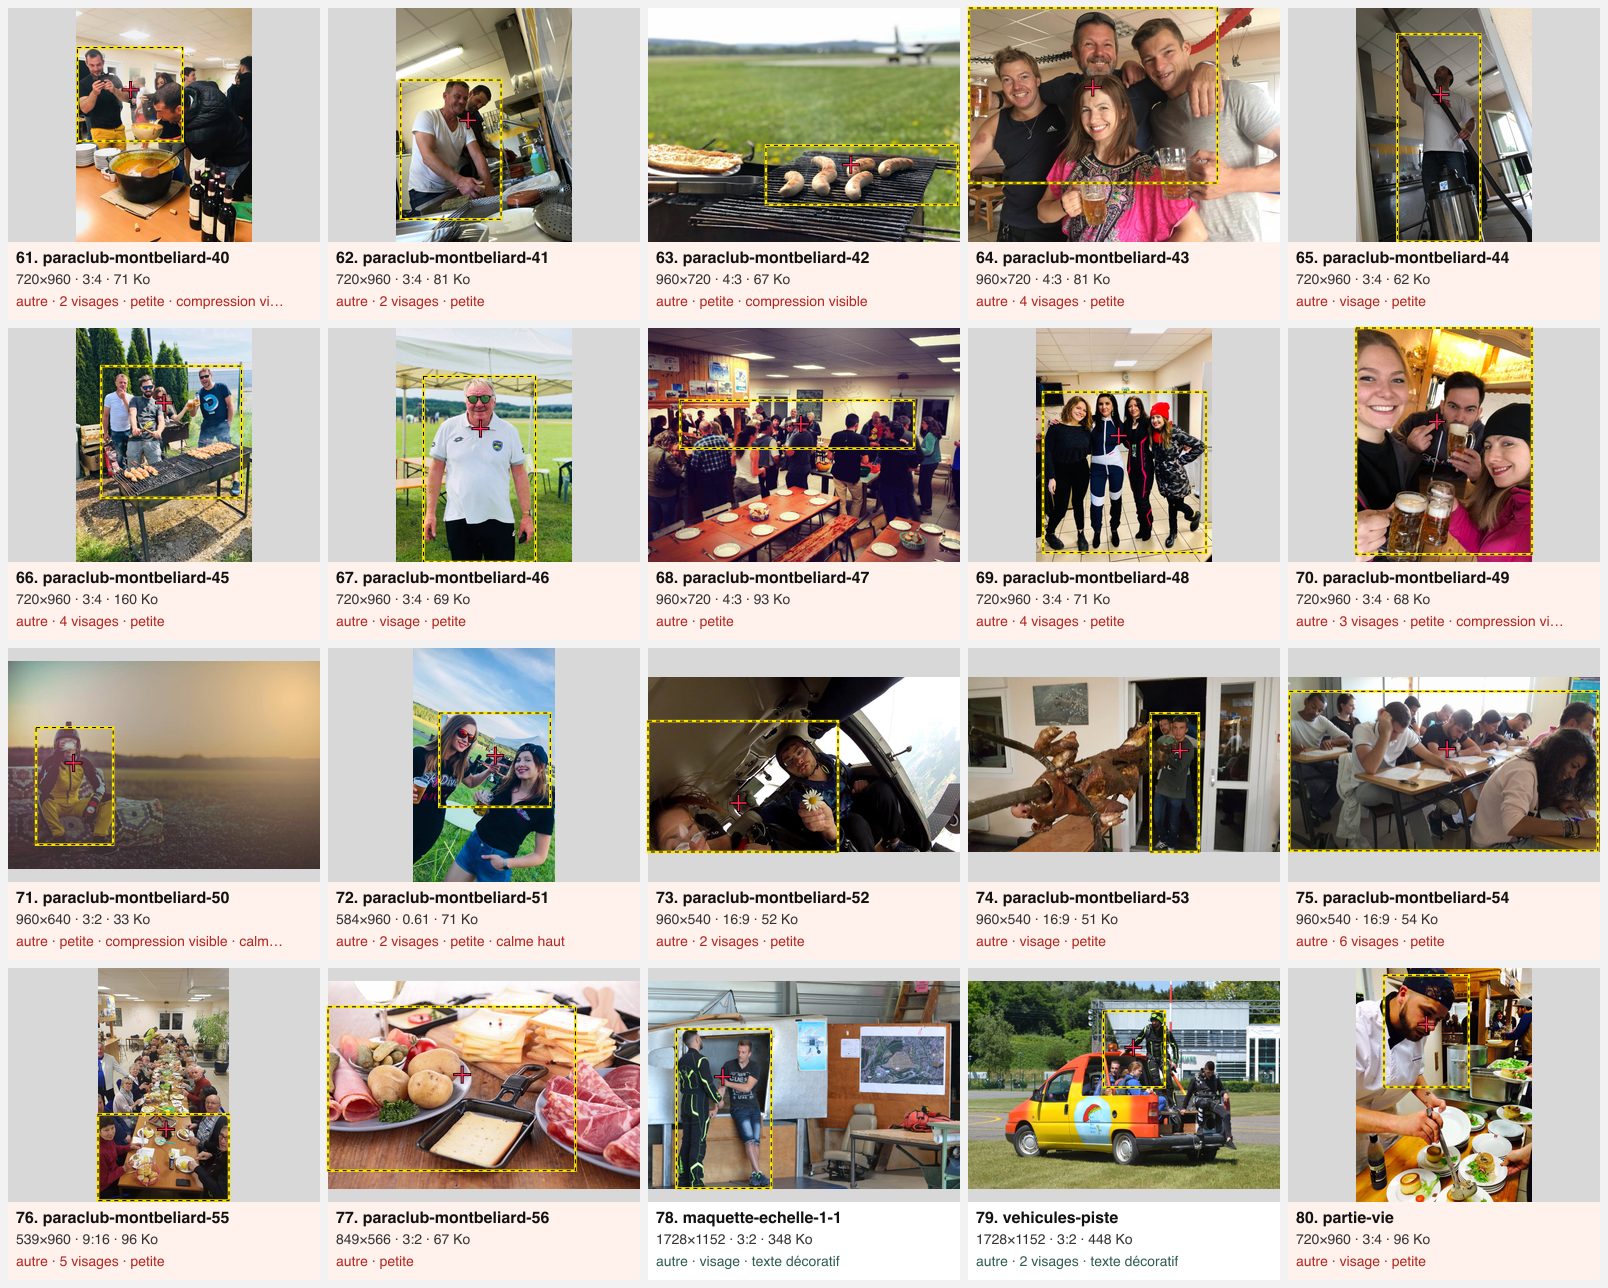 61. paraclub-montbeliard-40
720×960 · 3:4 · 71 Ko
autre · 2 visages · petite · compression vi…
62. paraclub-montbeliard-41
720×960 · 3:4 · 81 Ko
autre · 2 visages · petite
63. paraclub-montbeliard-42
960×720 · 4:3 · 67 Ko
autre · petite · compression visible
64. paraclub-montbeliard-43
960×720 · 4:3 · 81 Ko
autre · 4 visages · petite
65. paraclub-montbeliard-44
720×960 · 3:4 · 62 Ko
autre · visage · petite
66. paraclub-montbeliard-45
720×960 · 3:4 · 160 Ko
autre · 4 visages · petite
67. paraclub-montbeliard-46
720×960 · 3:4 · 69 Ko
autre · visage · petite
68. paraclub-montbeliard-47
960×720 · 4:3 · 93 Ko
autre · petite
69. paraclub-montbeliard-48
720×960 · 3:4 · 71 Ko
autre · 4 visages · petite
70. paraclub-montbeliard-49
720×960 · 3:4 · 68 Ko
autre · 3 visages · petite · compression vi…
71. paraclub-montbeliard-50
960×640 · 3:2 · 33 Ko
autre · petite · compression visible · calm…
72. paraclub-montbeliard-51
584×960 · 0.61 · 71 Ko
autre · 2 visages · petite · calme haut
73. paraclub-montbeliard-52
960×540 · 16:9 · 52 Ko
autre · 2 visages · petite
74. paraclub-montbeliard-53
960×540 · 16:9 · 51 Ko
autre · visage · petite
75. paraclub-montbeliard-54
960×540 · 16:9 · 54 Ko
autre · 6 visages · petite
76. paraclub-montbeliard-55
539×960 · 9:16 · 96 Ko
autre · 5 visages · petite
77. paraclub-montbeliard-56
849×566 · 3:2 · 67 Ko
autre · petite
78. maquette-echelle-1-1
1728×1152 · 3:2 · 348 Ko
autre · visage · texte décoratif
79. vehicules-piste
1728×1152 · 3:2 · 448 Ko
autre · 2 visages · texte décoratif
80. partie-vie
720×960 · 3:4 · 96 Ko
autre · visage · petite